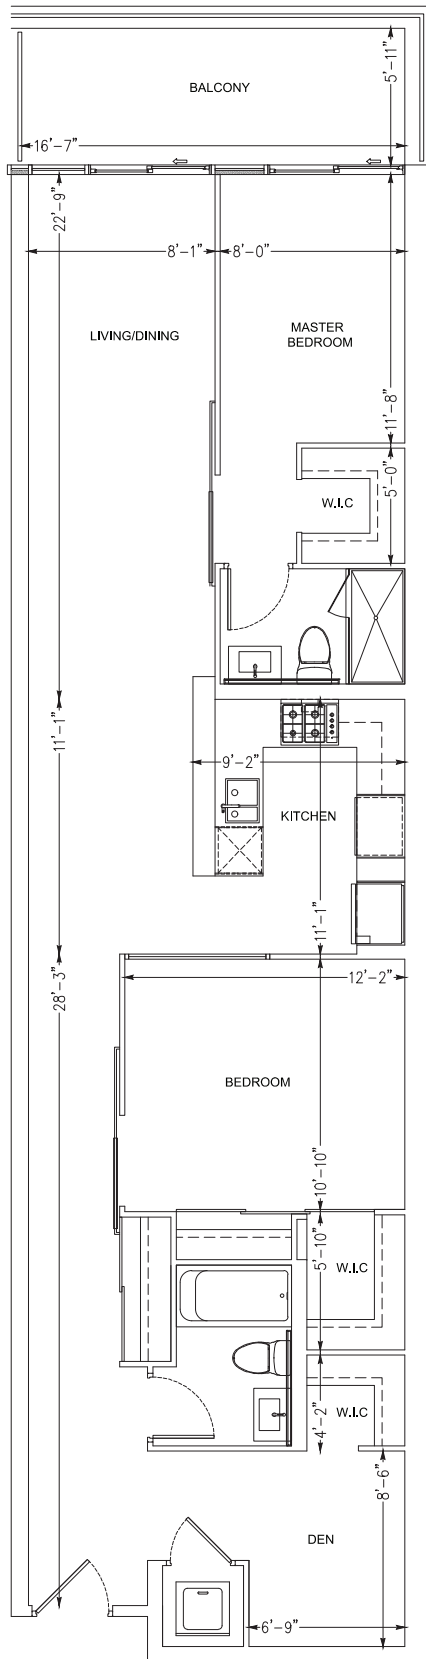 BALCONY
5'-11"
16'-7"
22'-9"
8'-1"
8'-0"
LIVING/DINING
MASTER
BEDROOM
11'-8"
5'-0"
W.I.C
11'-1"
9'-2"
KITCHEN
11'-1"
28'-3"
12'-2"
BEDROOM
10'-10"
5'-10"
W.I.C
4'-2"
W.I.C
8'-6"
DEN
6'-9"